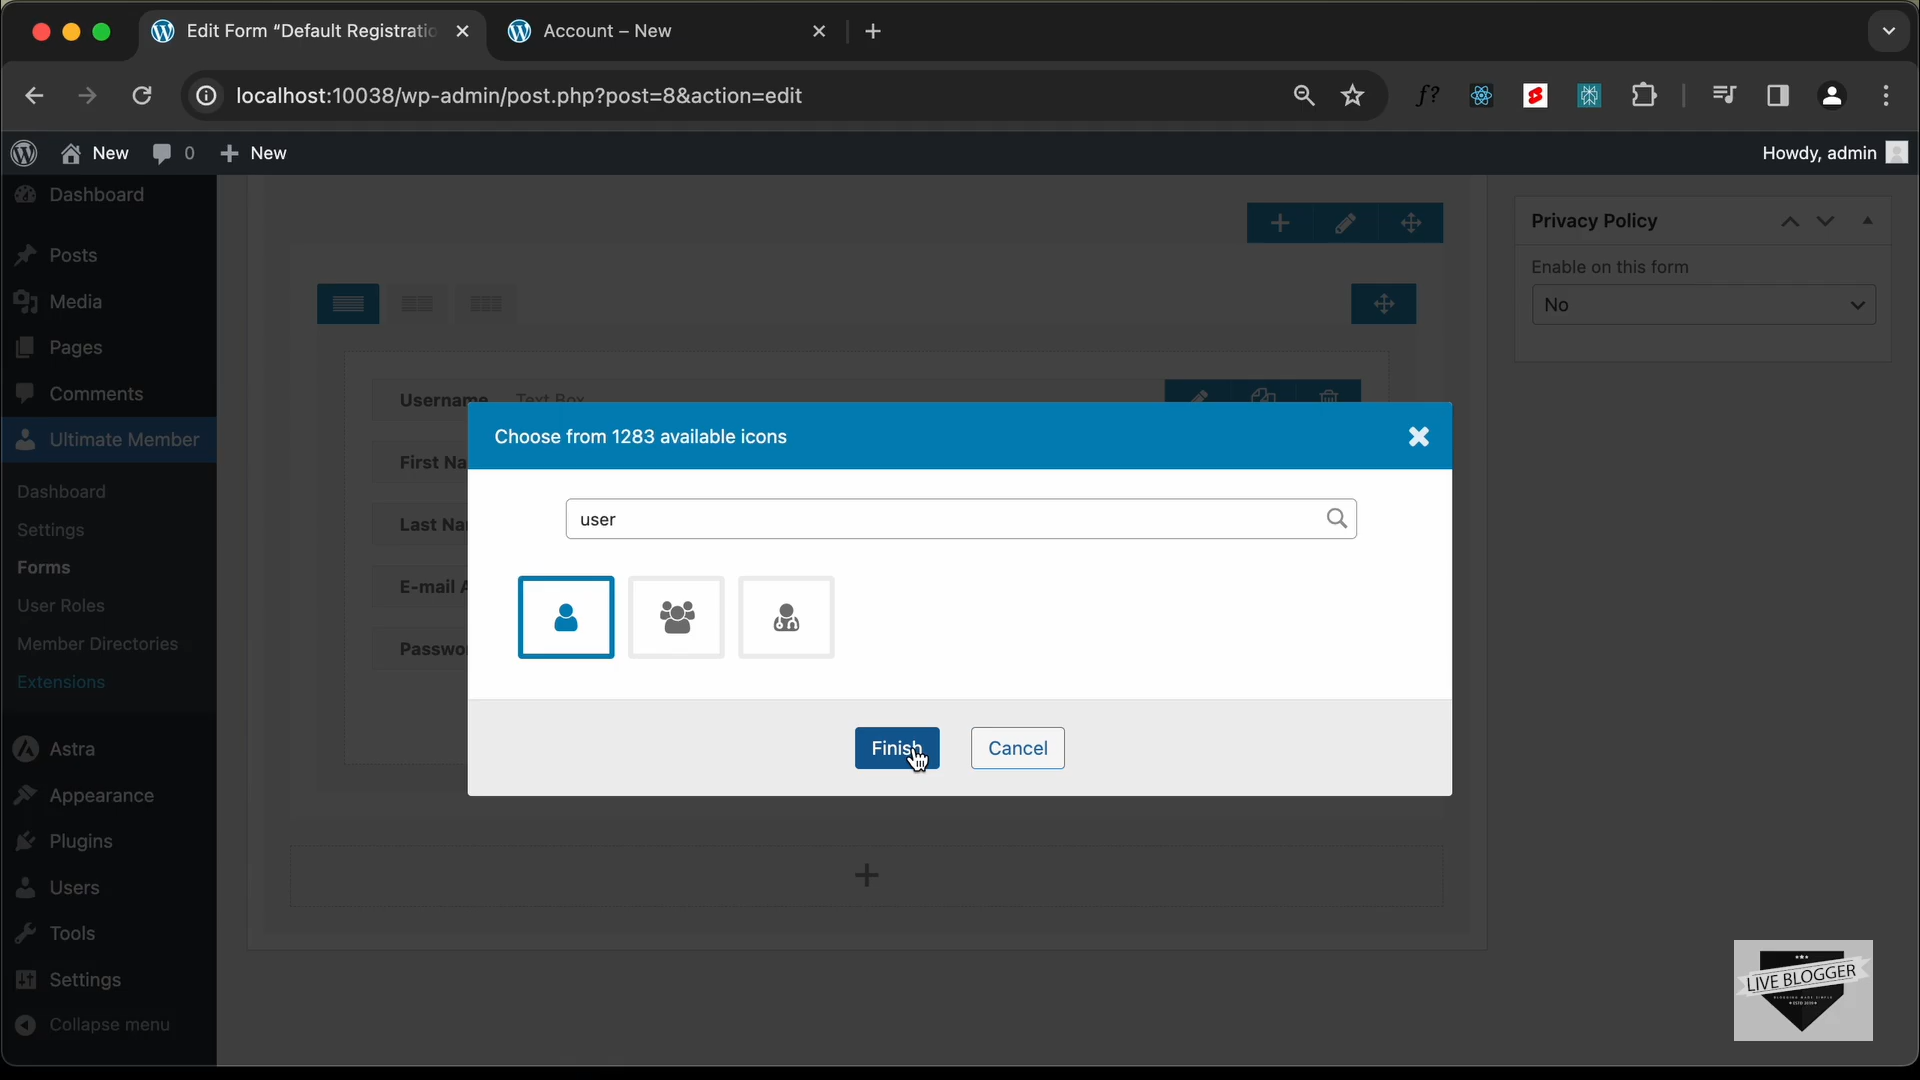 Edit Form “Default Registratio
Account – New
localhost:10038/wp-admin/post.php?post=8&action=edit
New
0
New
Howdy, admin
Dashboard
Posts
Media
Pages
Comments
Ultimate Member
Dashboard
Settings
Forms
User Roles
Member Directories
Extensions
Astra
Appearance
Plugins
Users
Tools
Settings
Collapse menu
Privacy Policy
Enable on this form
No
Username Text Box
First Na
Last Na
E-mail A
Passwo
Choose from 1283 available icons
user
Finish
Cancel
LIVE BLOGGER